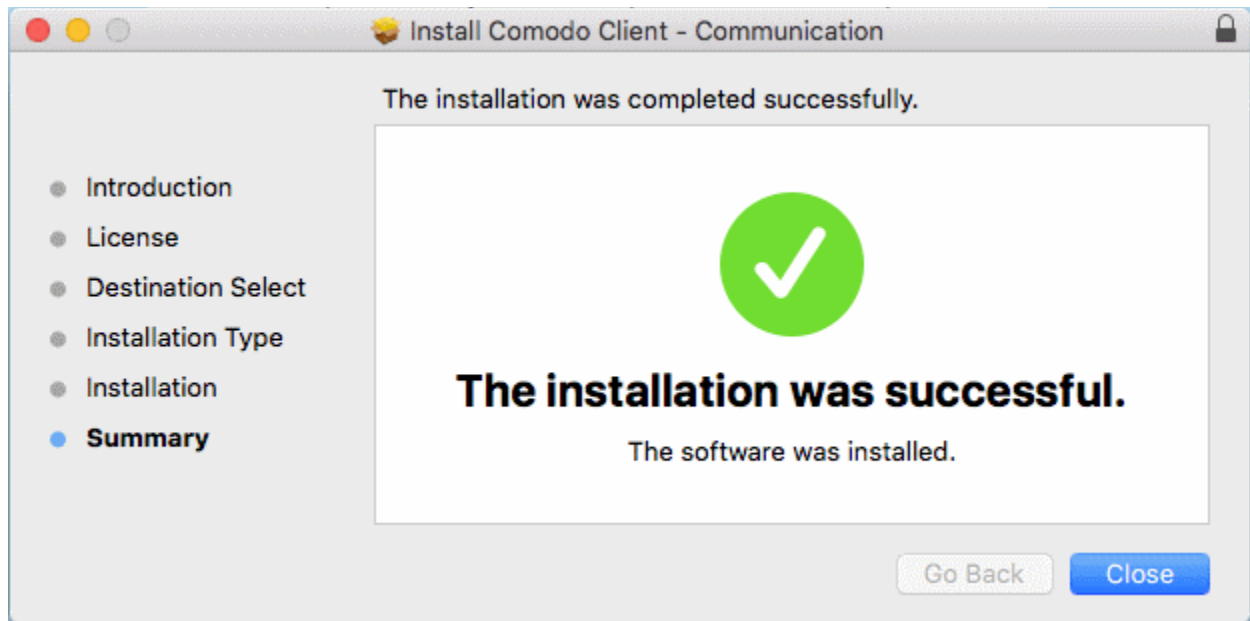 Install Comodo Client - Communication
The installation was completed successfully.
Introduction
License
Destination Select
Installation Type
Installation
Summary
The installation was successful.
The software was installed.
Go Back
Close